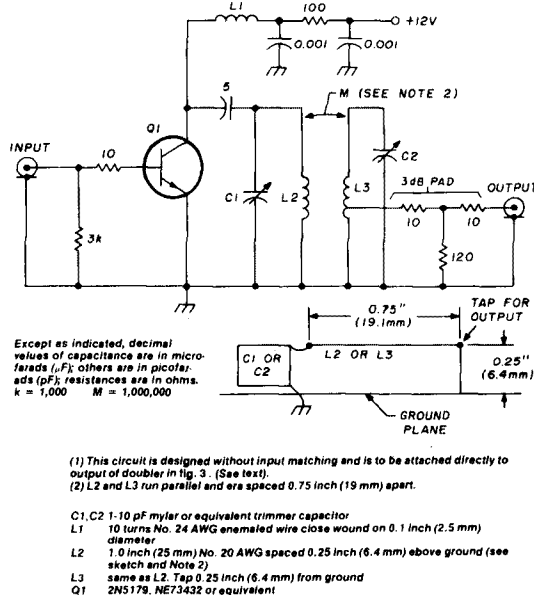 L1
100
+12V
0.001
0.001
5
M (SEE NOTE 2)
Q1
INPUT
10
C2
C1
L2
L3
3dB PAD
OUTPUT
10
10
3k
120
0.75"
(19.1mm)
TAP FOR
OUTPUT
C1 OR
C2
L2 OR L3
0.25"
(6.4mm)
GROUND
PLANE
Except as indicated, decimal
values of capacitance are in micro-
farads (μF); others are in picofar-
ads (pF); resistances are in ohms.
k = 1,000 M = 1,000,000
(1) This circuit is designed without input matching and is to be attached directly to
output of doubler in fig. 3 . (See text).
(2) L2 and L3 run parallel and era spaced 0.75 inch (19 mm) apart.
C1,C2 1-10 pF mylar or equivalent trimmer capacitor
L1 10 turns No. 24 AWG enameled wire close wound on 0.1 inch (2.5 mm)
diameter
L2 1.0 inch (25 mm) No. 20 AWG spaced 0.25 inch (6.4 mm) above ground (see
sketch and Note 2)
L3 same as L2. Tap 0.25 inch (6.4 mm) from ground
Q1 2N5179, NE73432 or equivalent